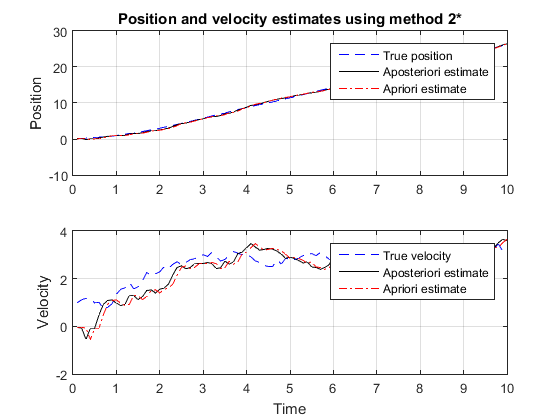 Position and velocity estimates using method 2*
30
20
10
0
-10
Position
True position
Aposteriori estimate
Apriori estimate
0 1 2 3 4 5 6 7 8 9 10
4
2
0
-2
Velocity
True velocity
Aposteriori estimate
Apriori estimate
0 1 2 3 4 5 6 7 8 9 10
Time